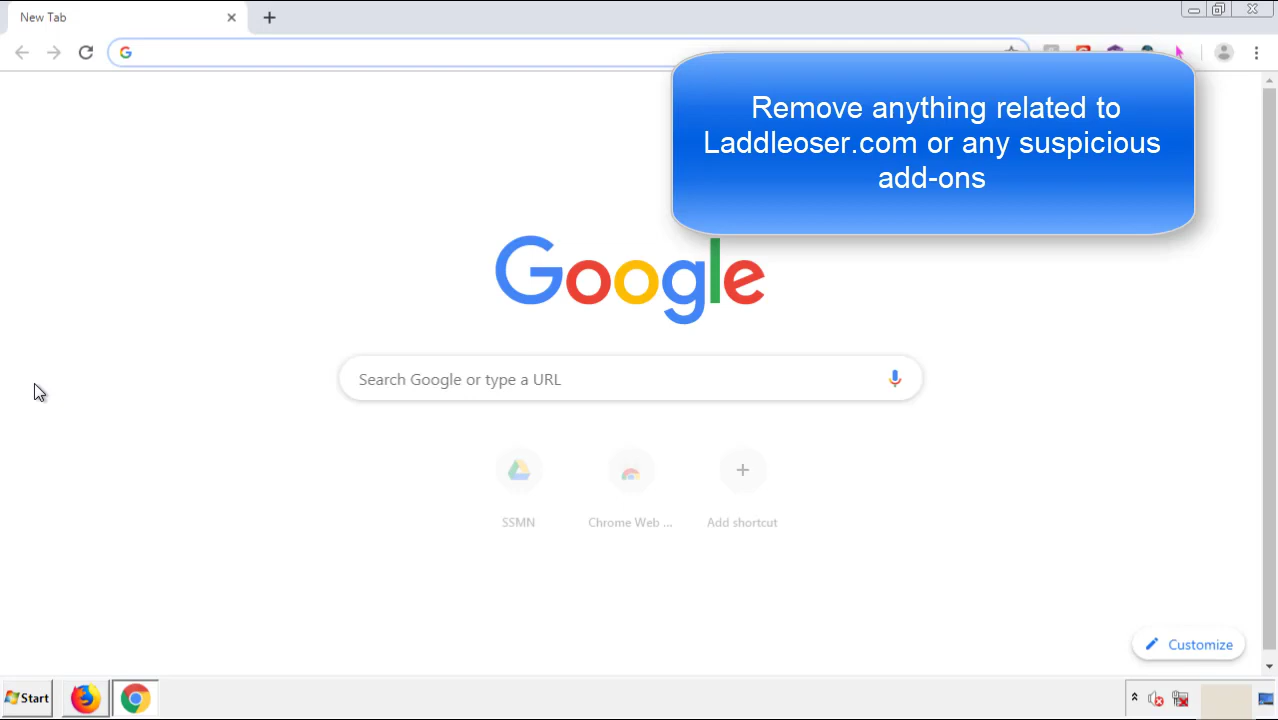 New Tab
Remove anything related to
Laddleoser.com or any suspicious
add-ons
Google
Search Google or type a URL
SSMN
Chrome Web ...
Add shortcut
Customize
Start